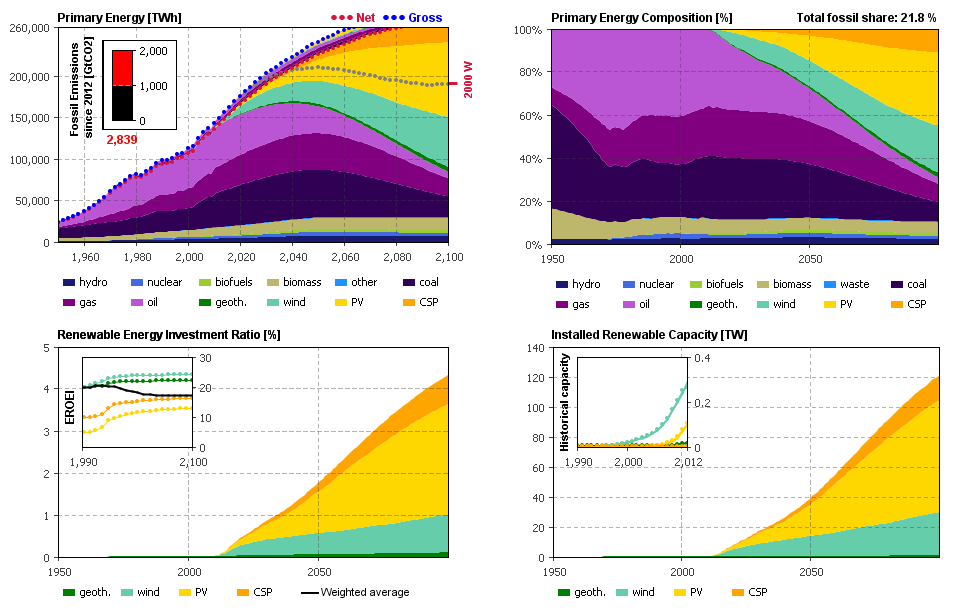 Primary Energy [TWh]
Net
Gross
260,000
200,000
150,000
100,000
50,000
0
Fossil Emissions
since 2012 [GtCO2]
2,000
1,000
0
2,839
2000 W
1,960
1,980
2,000
2,020
2,040
2,060
2,080
2,100
hydro
nuclear
biofuels
biomass
other
coal
gas
oil
geoth.
wind
PV
CSP
Primary Energy Composition [%]
Total fossil share: 21.8 %
100%
80%
60%
40%
20%
0%
1950
2000
2050
hydro
nuclear
biofuels
biomass
waste
coal
gas
oil
geoth.
wind
PV
CSP
Renewable Energy Investment Ratio [%]
5
4
3
2
1
0
EROEI
30
20
10
0
1,990
2,100
1950
2000
2050
geoth.
wind
PV
CSP
Weighted average
Installed Renewable Capacity [TW]
140
120
100
80
60
40
20
0
Historical capacity
0.4
0.2
0
1,990
2,000
2,012
1950
2000
2050
geoth.
wind
PV
CSP